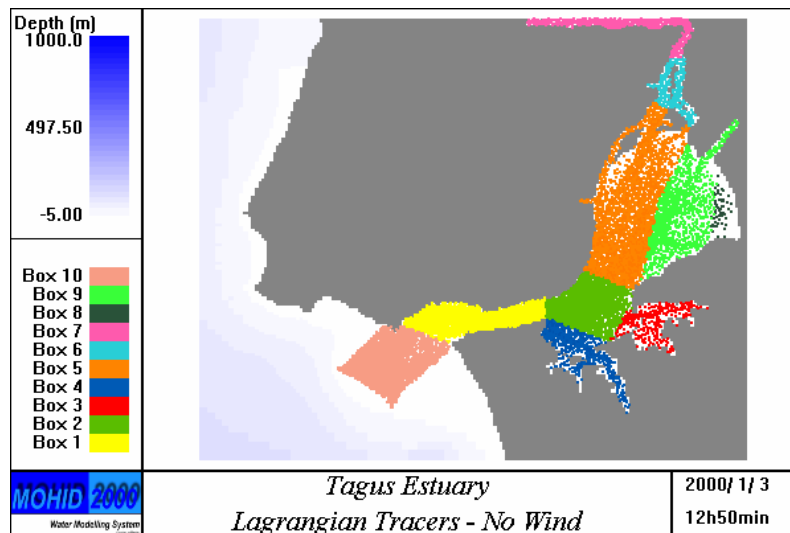 Depth (m)
1000.0
497.50
-5.00
Box 10
Box 9
Box 8
Box 7
Box 6
Box 5
Box 4
Box 3
Box 2
Box 1
MOHID 2000
Water Modelling System
Tagus Estuary
Lagrangian Tracers - No Wind
2000/ 1/ 3
12h50min